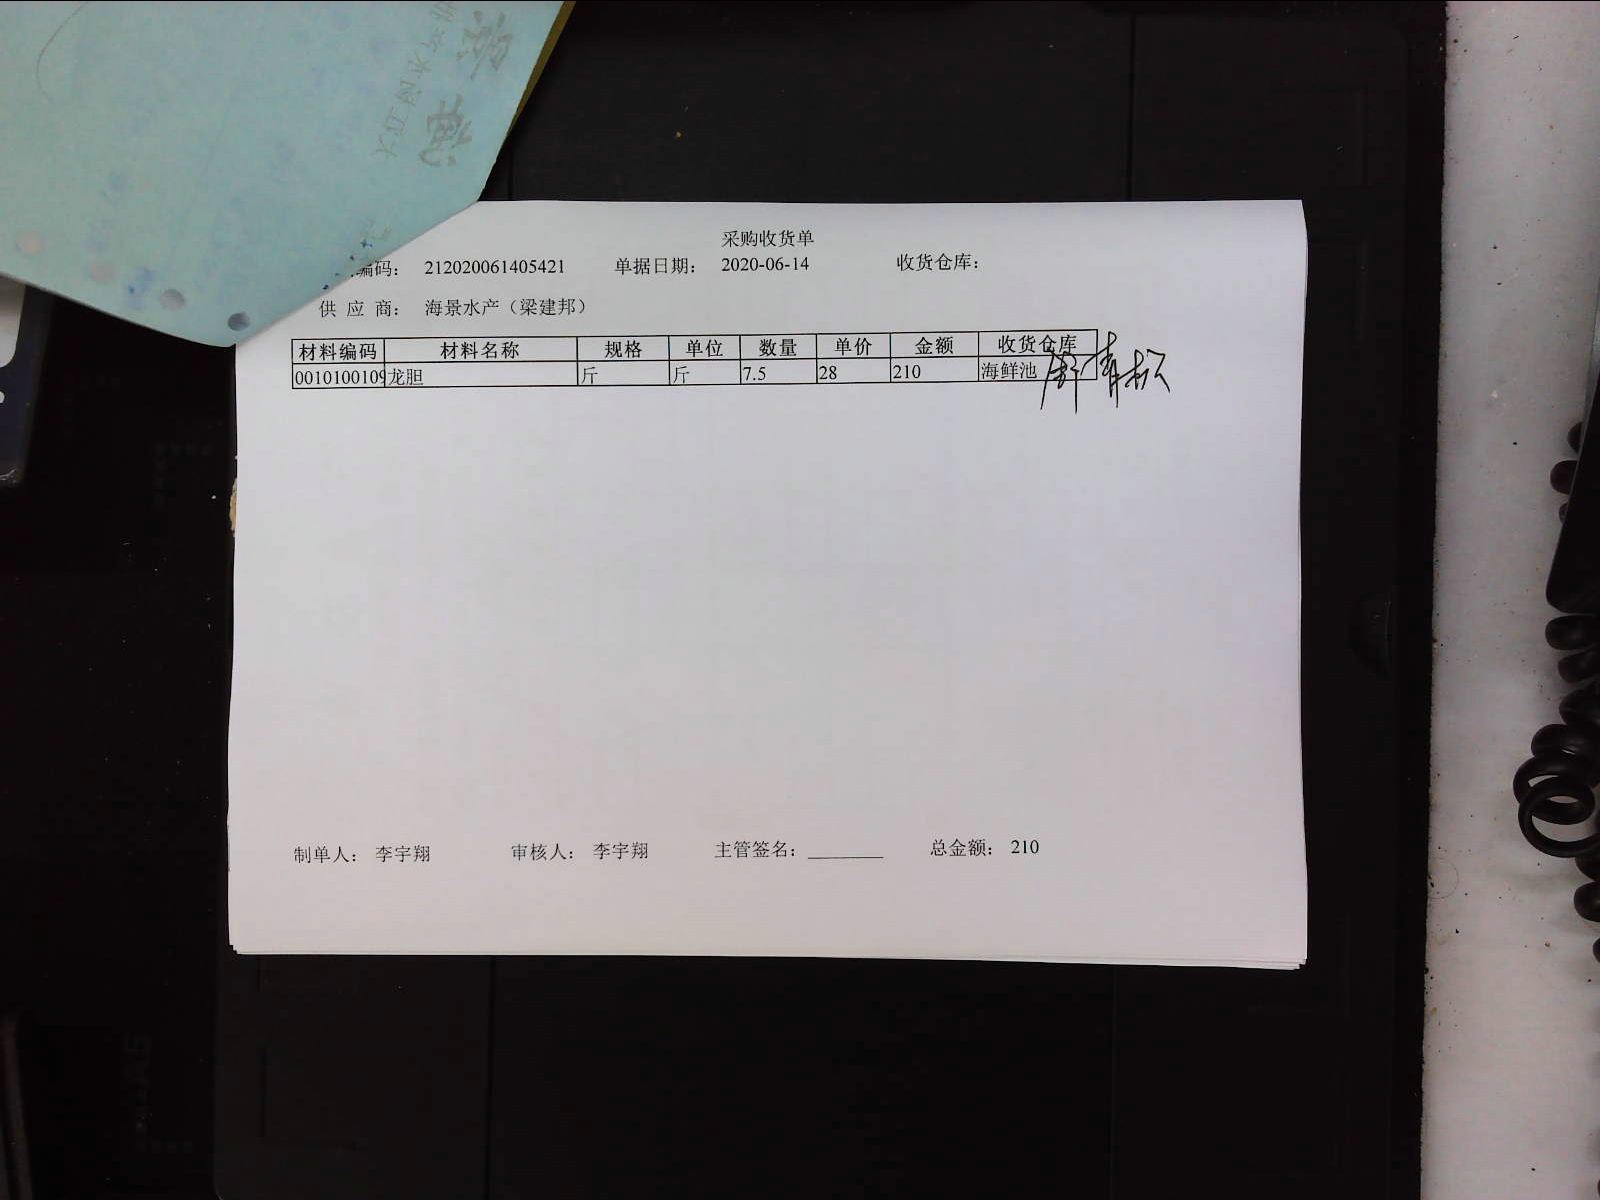 采购收货单
编码： 212020061405421 单据日期： 2020-06-14 收货仓库：
供 应 商： 海景水产（梁建邦）
材料编码 材料名称 规格 单位 数量 单价 金额 收货仓库
0010100109 龙胆 斤 斤 7.5 28 210 海鲜池
制单人： 李宇翔 审核人： 李宇翔 主管签名： 总金额： 210